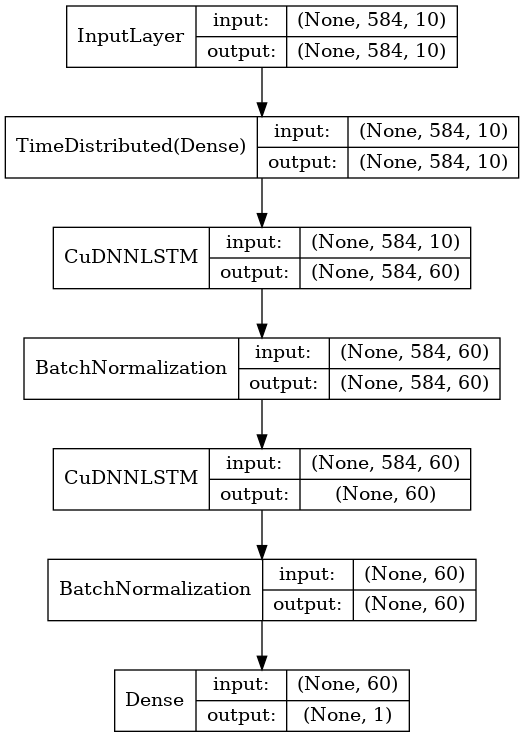 InputLayer input: (None, 584, 10)
output: (None, 584, 10)
TimeDistributed(Dense) input: (None, 584, 10)
output: (None, 584, 10)
CuDNNLSTM input: (None, 584, 10)
output: (None, 584, 60)
BatchNormalization input: (None, 584, 60)
output: (None, 584, 60)
CuDNNLSTM input: (None, 584, 60)
output: (None, 60)
BatchNormalization input: (None, 60)
output: (None, 60)
Dense input: (None, 60)
output: (None, 1)